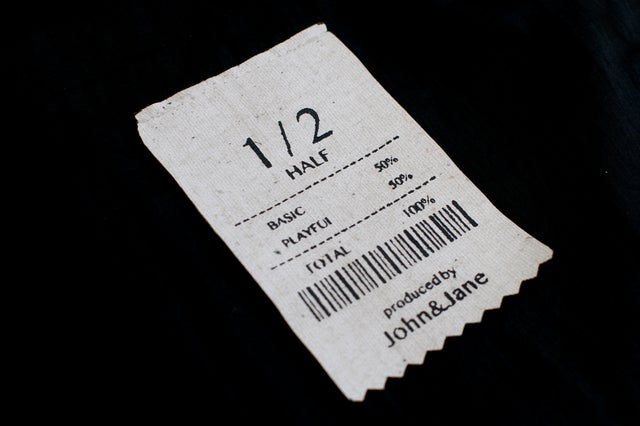 1/2
HALF
BASIC 50%
PLAYFUL 50%
TOTAL 100%
produced by
John&Jane